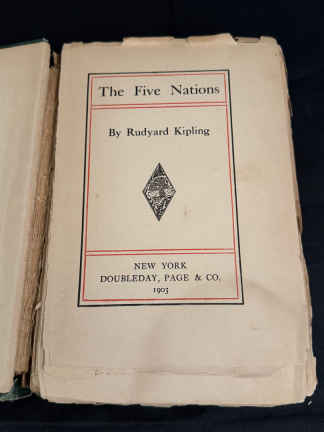 The Five Nations
By Rudyard Kipling
NEW YORK
DOUBLEDAY, PAGE & CO.
1903